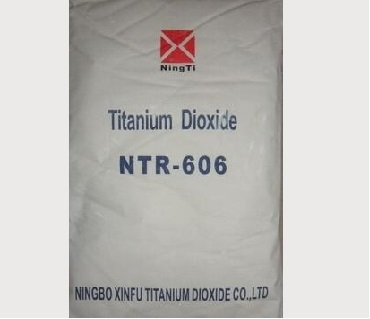 NingTi
Titanium Dioxide
NTR-606
NINGBO XINFU TITANIUM DIOXIDE CO.,LTD